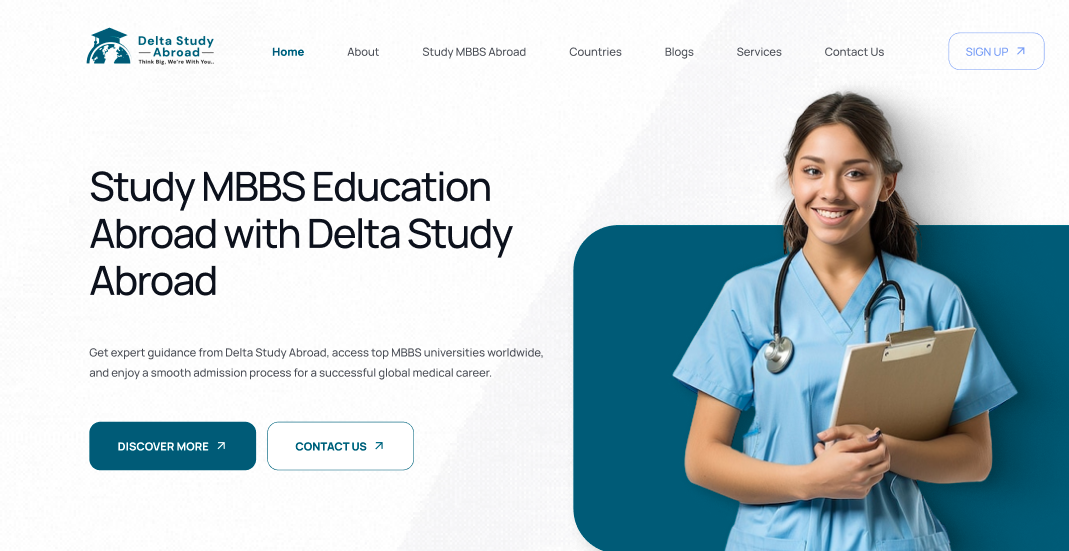 Delta Study
Abroad
Think Big, We're With You..
Home
About
Study MBBS Abroad
Countries
Blogs
Services
Contact Us
SIGN UP
Study MBBS Education
Abroad with Delta Study
Abroad
Get expert guidance from Delta Study Abroad, access top MBBS universities worldwide,
and enjoy a smooth admission process for a successful global medical career.
DISCOVER MORE
CONTACT US